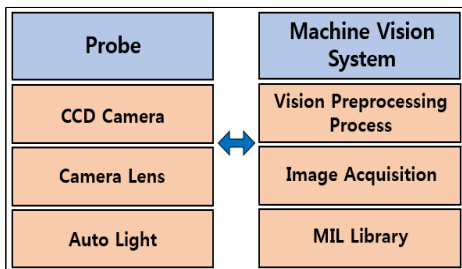 Probe
CCD Camera
Camera Lens
Auto Light
Machine Vision
System
Vision Preprocessing
Process
Image Acquisition
MIL Library